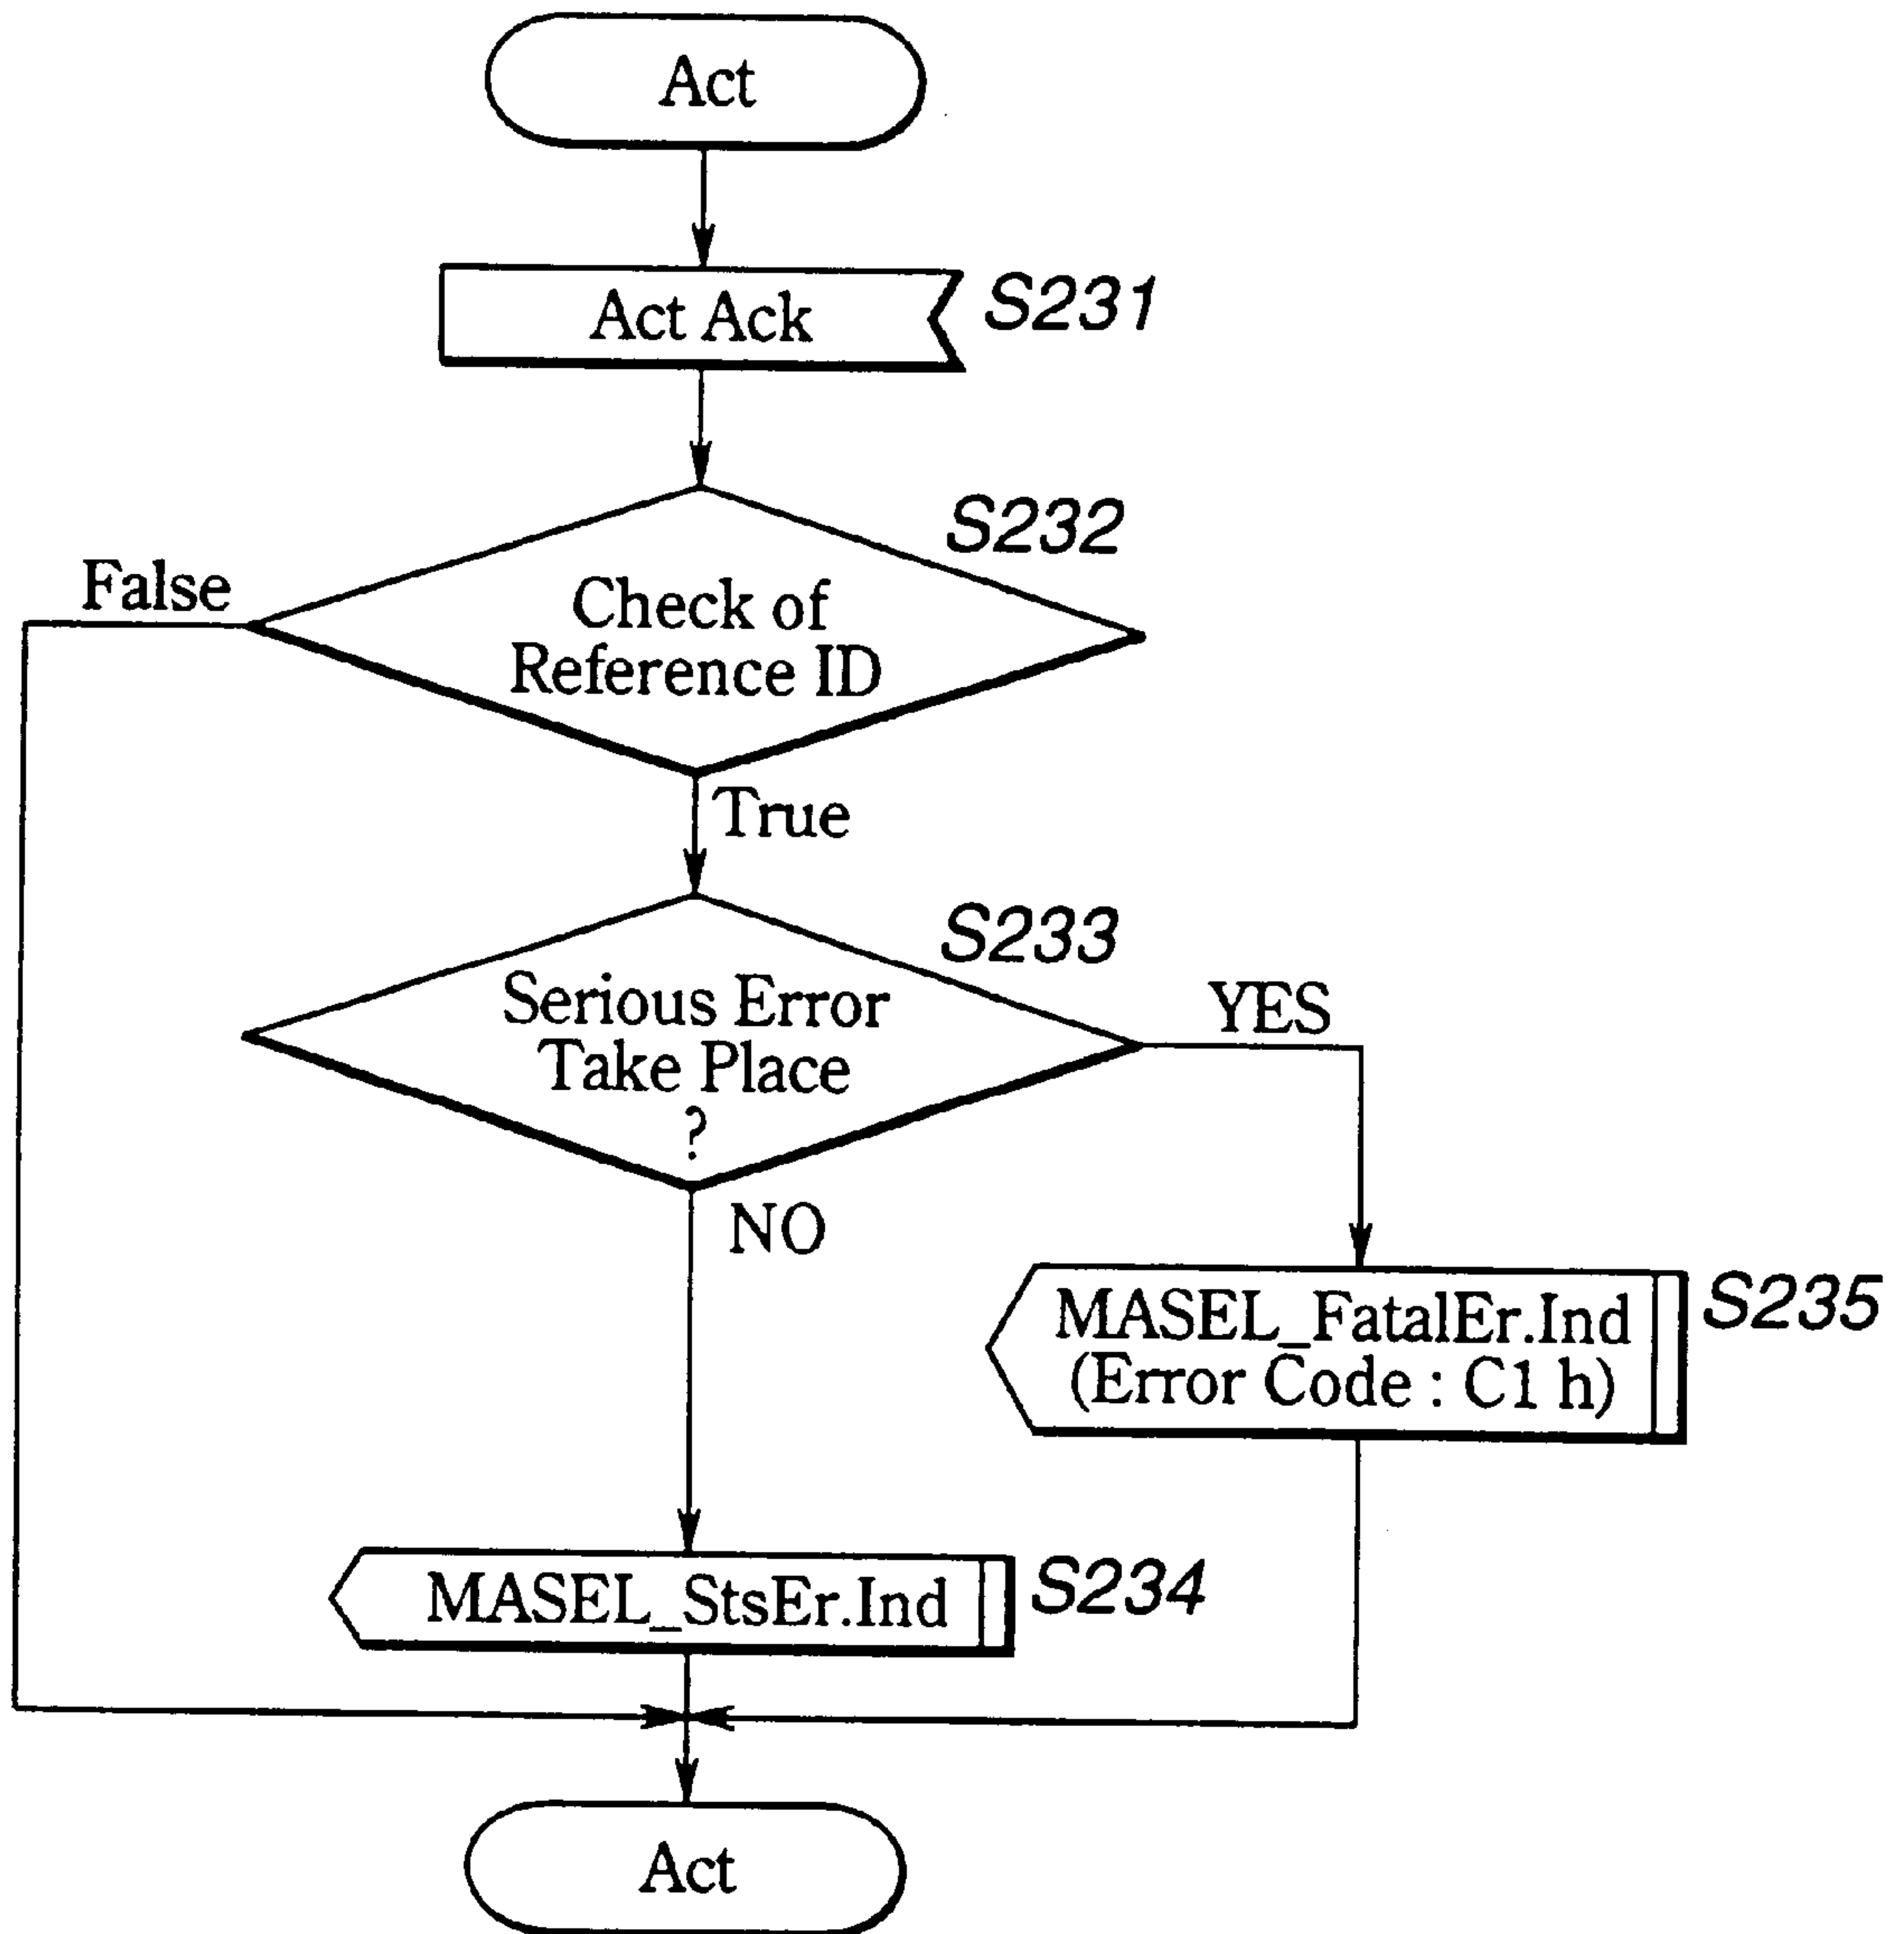 Act
Act Ack
S231
S232
False
Check of
Reference ID
True
S233
Serious Error
Take Place
?
YES
NO
MASEL_FatalEr.Ind
(Error Code : C1 h)
S235
MASEL_StsEr.Ind
S234
Act